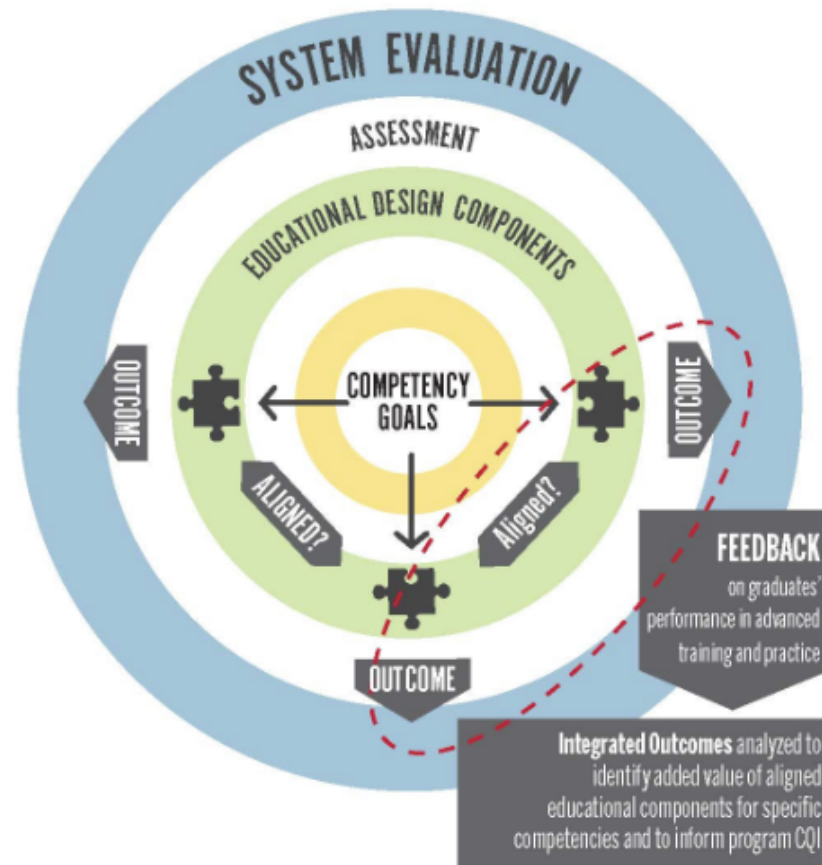 SYSTEM EVALUATION
ASSESSMENT
EDUCATIONAL DESIGN COMPONENTS
COMPETENCY
GOALS
OUTCOME
OUTCOME
ALIGNED?
Aligned?
OUTCOME
FEEDBACK
on graduates'
performance in advanced
training and practice
Integrated Outcomes analyzed to
identify added value of aligned
educational components for specific
competencies and to inform program CQI